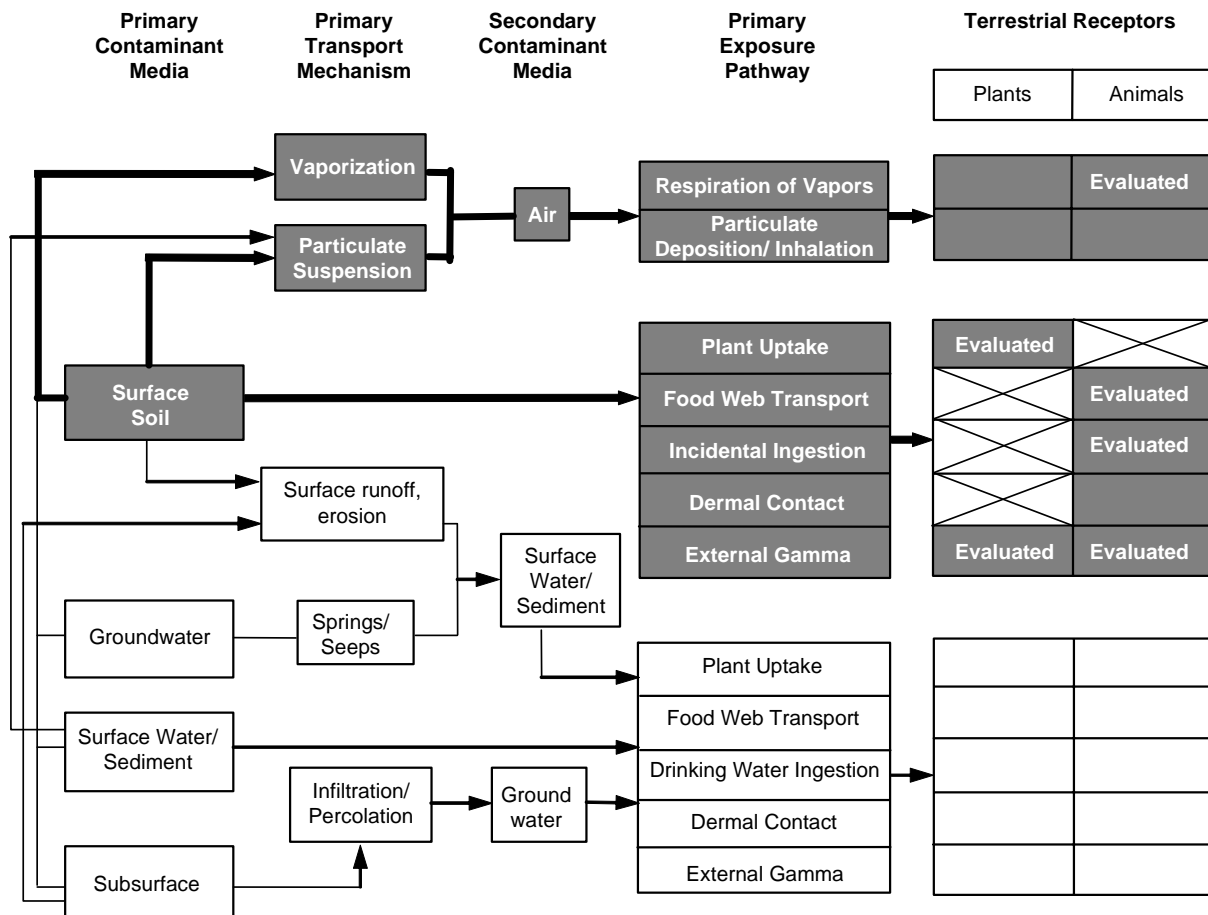 Primary
Contaminant
Media
Primary
Transport
Mechanism
Secondary
Contaminant
Media
Primary
Exposure
Pathway
Terrestrial Receptors
Plants
Animals
Vaporization
Particulate
Suspension
Air
Respiration of Vapors
Particulate
Deposition/ Inhalation
Evaluated
Surface
Soil
Plant Uptake
Food Web Transport
Incidental Ingestion
Dermal Contact
External Gamma
Evaluated
Evaluated
Evaluated
Evaluated
Evaluated
Surface runoff,
erosion
Groundwater
Springs/
Seeps
Surface
Water/
Sediment
Surface Water/
Sediment
Infiltration/
Percolation
Ground
water
Subsurface
Plant Uptake
Food Web Transport
Drinking Water Ingestion
Dermal Contact
External Gamma